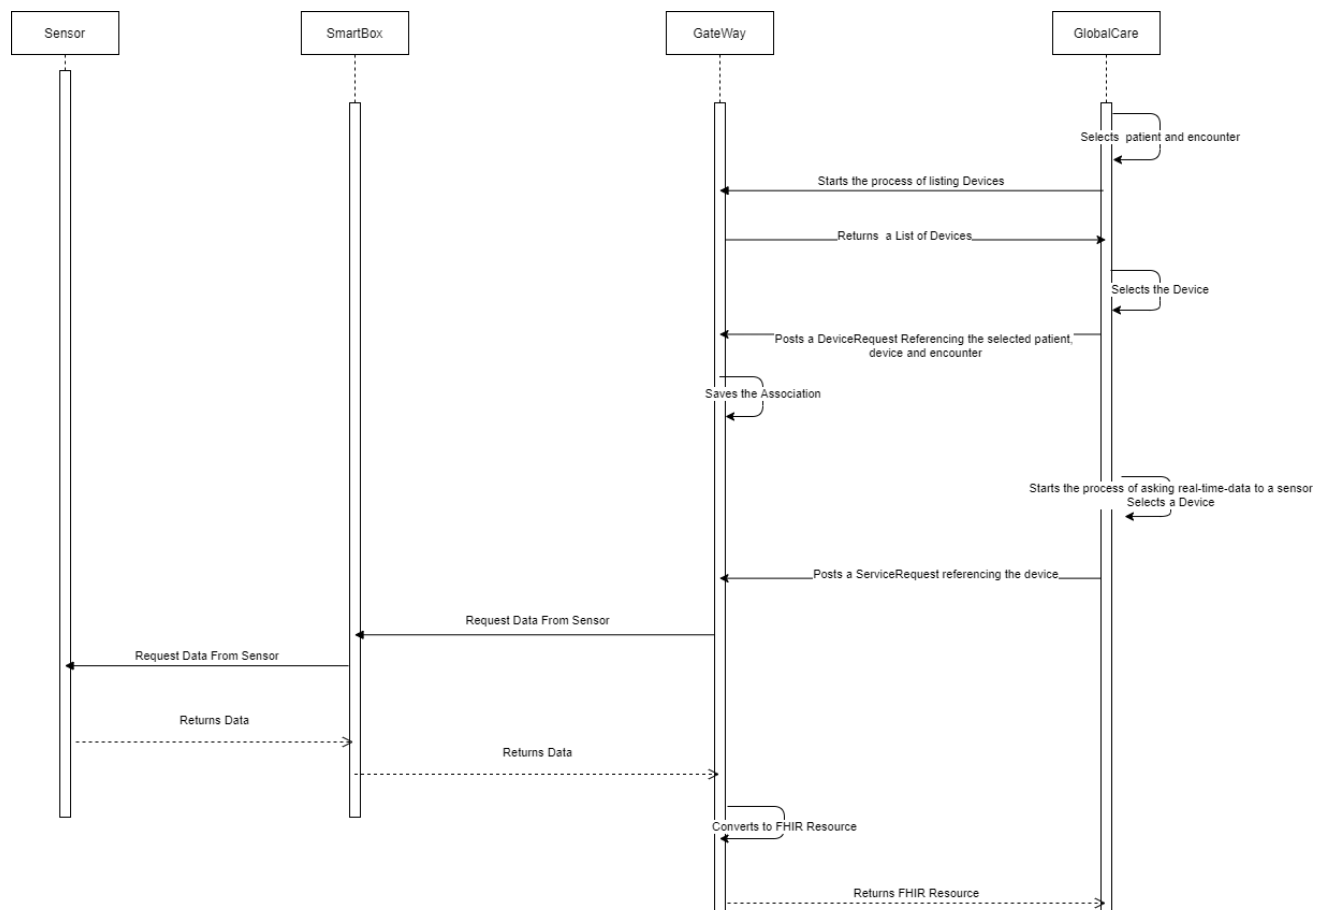 Sensor
SmartBox
GateWay
GlobalCare
Selects patient and encounter
Starts the process of listing Devices
Returns a List of Devices
Selects the Device
Posts a DeviceRequest Referencing the selected patient,
device and encounter
Saves the Association
Starts the process of asking real-time-data to a sensor
Selects a Device
Posts a ServiceRequest referencing the device
Request Data From Sensor
Request Data From Sensor
Returns Data
Returns Data
Converts to FHIR Resource
Returns FHIR Resource